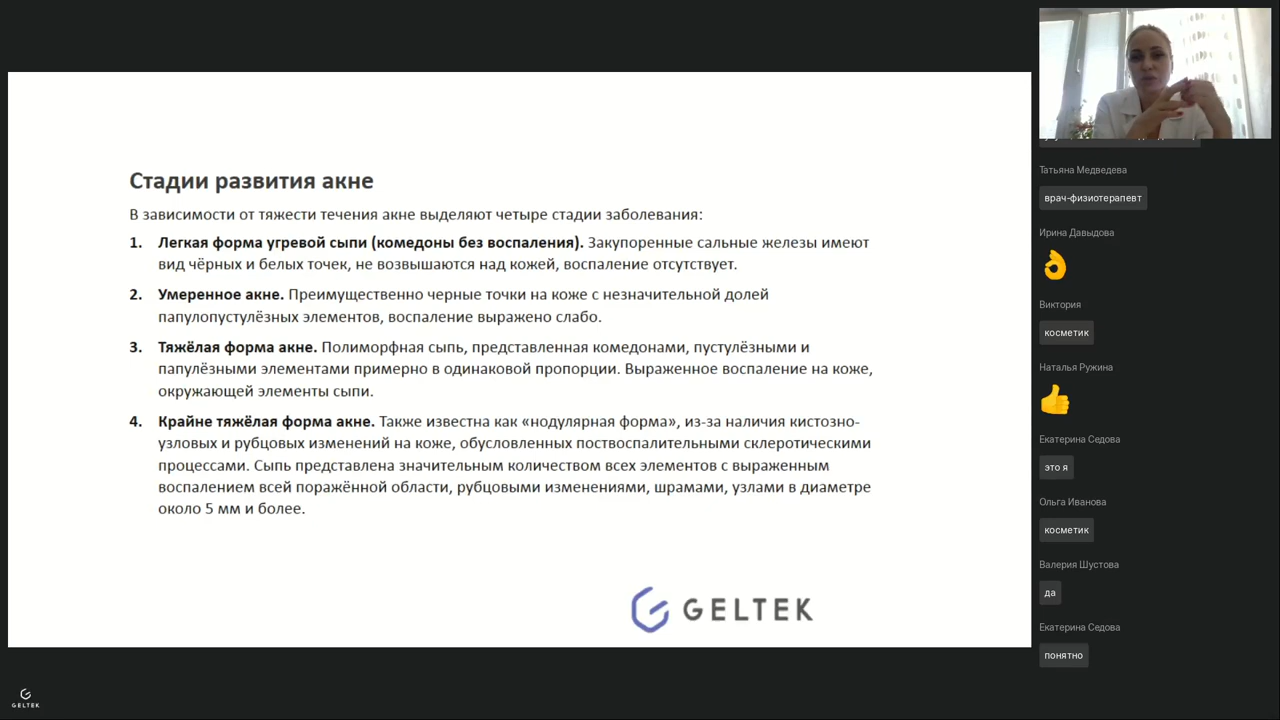 Стадии развития акне
В зависимости от тяжести течения акне выделяют четыре стадии заболевания:
1. Легкая форма угревой сыпи (комедоны без воспаления). Закупоренные сальные железы имеют
вид чёрных и белых точек, не возвышаются над кожей, воспаление отсутствует.
2. Умеренное акне. Преимущественно черные точки на коже с незначительной долей
папулопустулёзных элементов, воспаление выражено слабо.
3. Тяжёлая форма акне. Полиморфная сыпь, представленная комедонами, пустулёзными и
папулёзными элементами примерно в одинаковой пропорции. Выраженное воспаление на коже,
окружающей элементы сыпи.
4. Крайне тяжёлая форма акне. Также известна как «нодулярная форма», из-за наличия кистозно-
узловых и рубцовых изменений на коже, обусловленных поствоспалительными склеротическими
процессами. Сыпь представлена значительным количеством всех элементов с выраженным
воспалением всей поражённой области, рубцовыми изменениями, шрамами, узлами в диаметре
около 5 мм и более.
GELTEK
GELTEK
Татьяна Медведева
врач-физиотерапевт
Ирина Давыдова
Виктория
косметик
Наталья Ружина
Екатерина Седова
это я
Ольга Иванова
косметик
Валерия Шустова
да
Екатерина Седова
понятно